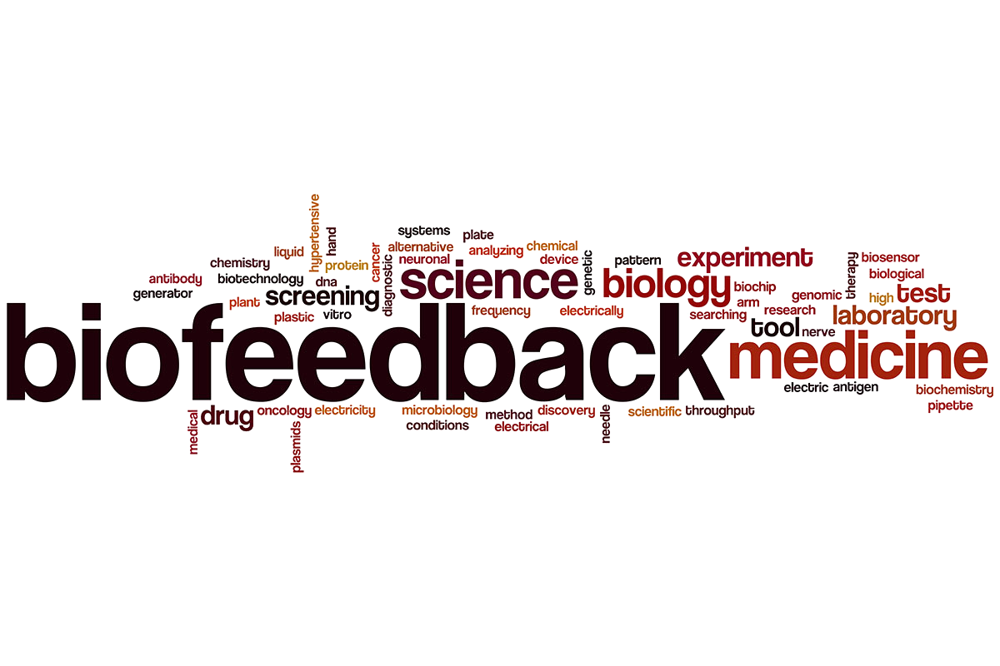 hypertensive
hand
systems
plate
liquid
alternative
analyzing
chemical
chemistry
protein
cancer
neuronal
device
genetic
pattern
experiment
therapy
biosensor
antibody
biotechnology
dna
diagnostic
science
biology
biochip
biological
generator
plant
screening
arm
genomic
high
test
plastic
vitro
frequency
electrically
searching
research
laboratory
tool
nerve
biofeedback
medicine
electric
antigen
biochemistry
pipette
medical
drug
oncology
electricity
microbiology
method
discovery
needle
scientific
throughput
plasmids
conditions
electrical